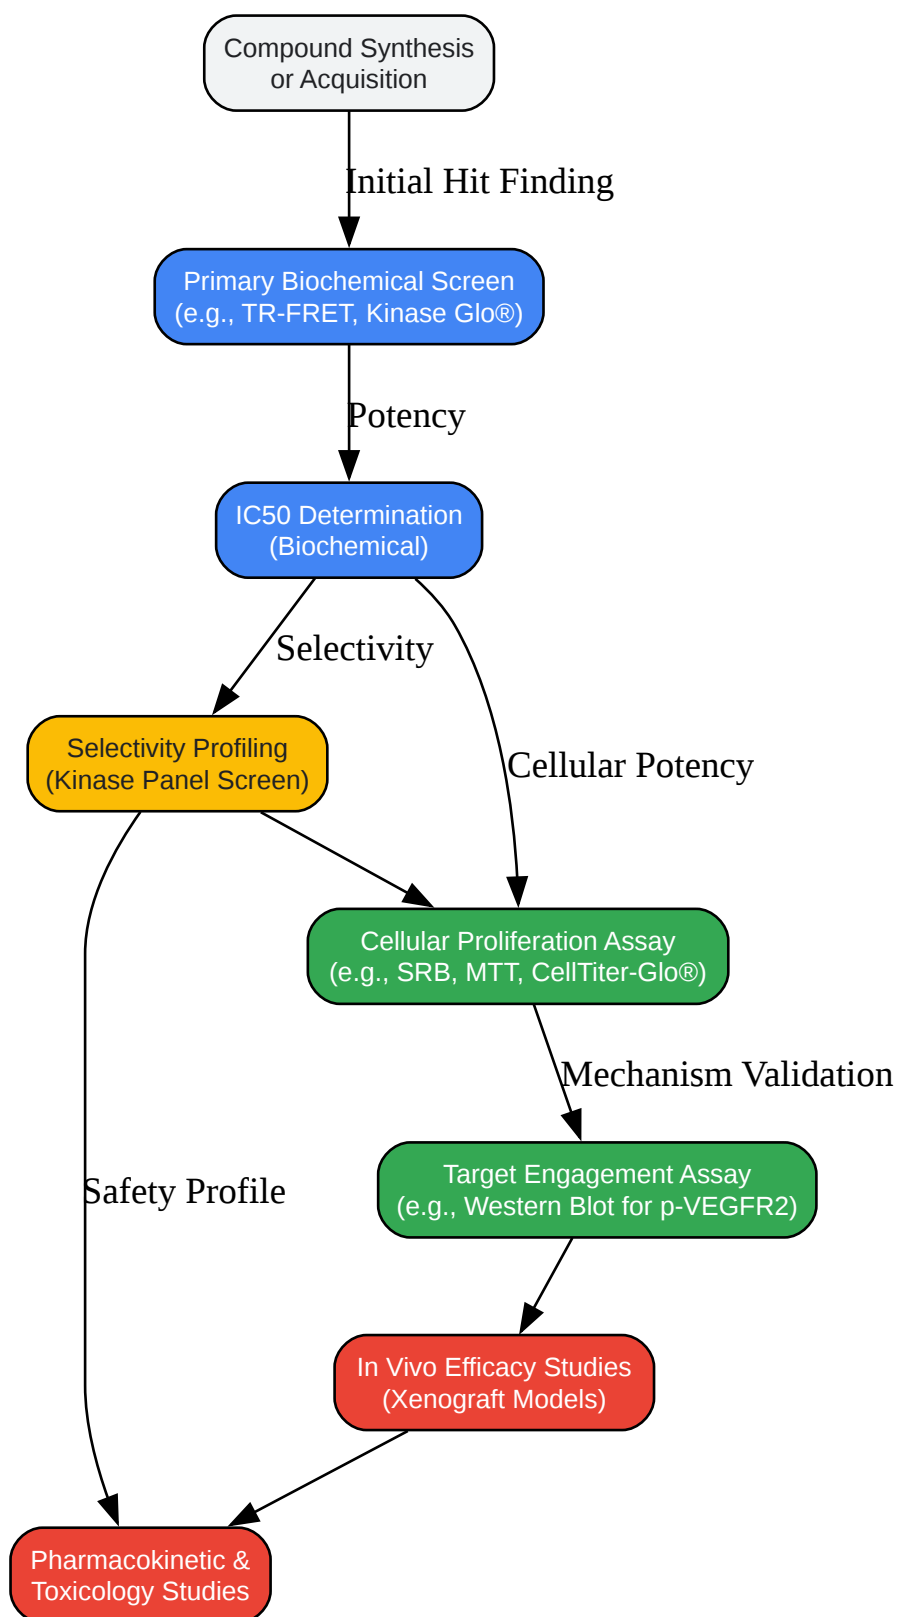 Compound Synthesis
or Acquisition
Initial Hit Finding
Primary Biochemical Screen
(e.g., TR-FRET, Kinase Glo®)
Potency
IC50 Determination
(Biochemical)
Selectivity
Selectivity Profiling
(Kinase Panel Screen)
Cellular Potency
Cellular Proliferation Assay
(e.g., SRB, MTT, CellTiter-Glo®)
Mechanism Validation
Target Engagement Assay
(e.g., Western Blot for p-VEGFR2)
Safety Profile
In Vivo Efficacy Studies
(Xenograft Models)
Pharmacokinetic &
Toxicology Studies